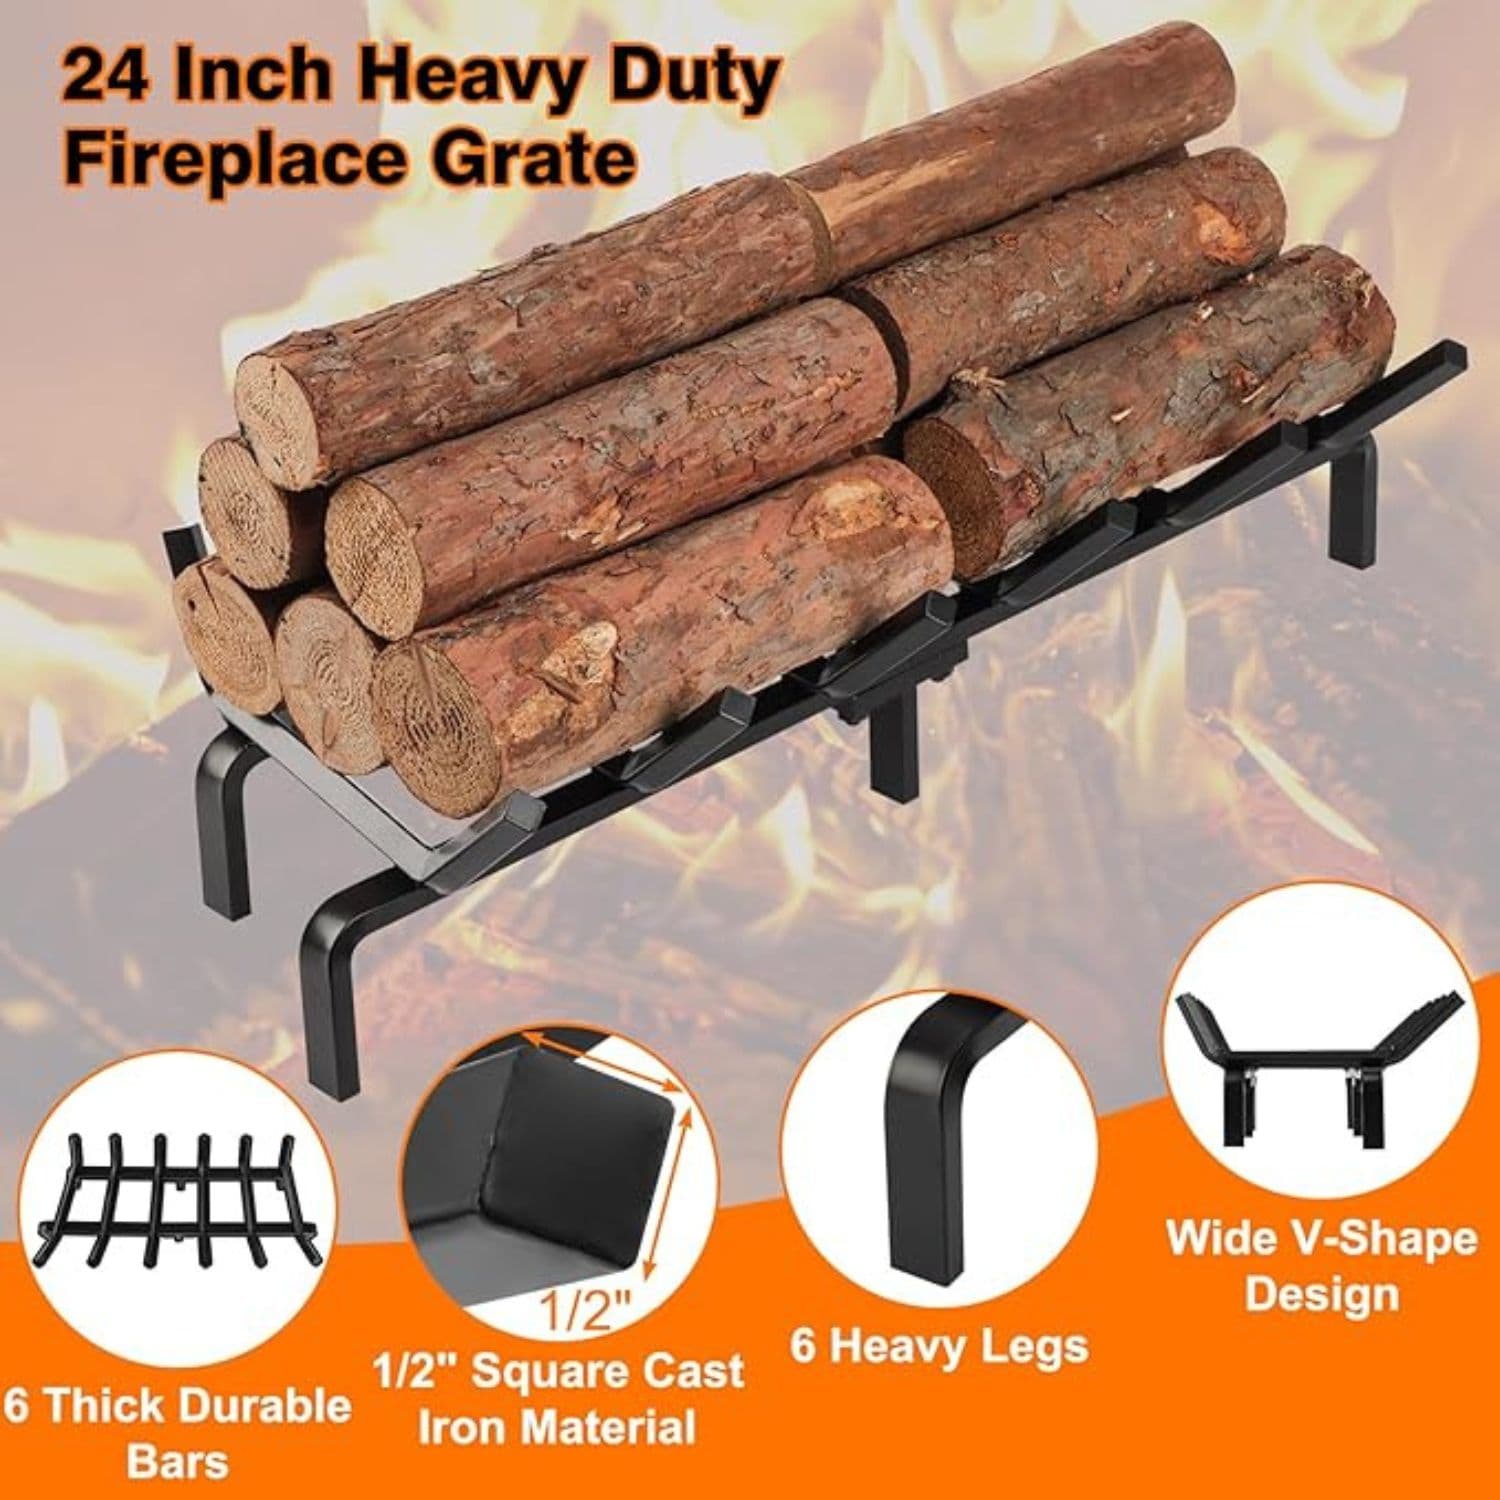 24 Inch Heavy Duty
Fireplace Grate
1/2"
6 Thick Durable
Bars
1/2" Square Cast
Iron Material
6 Heavy Legs
Wide V-Shape
Design